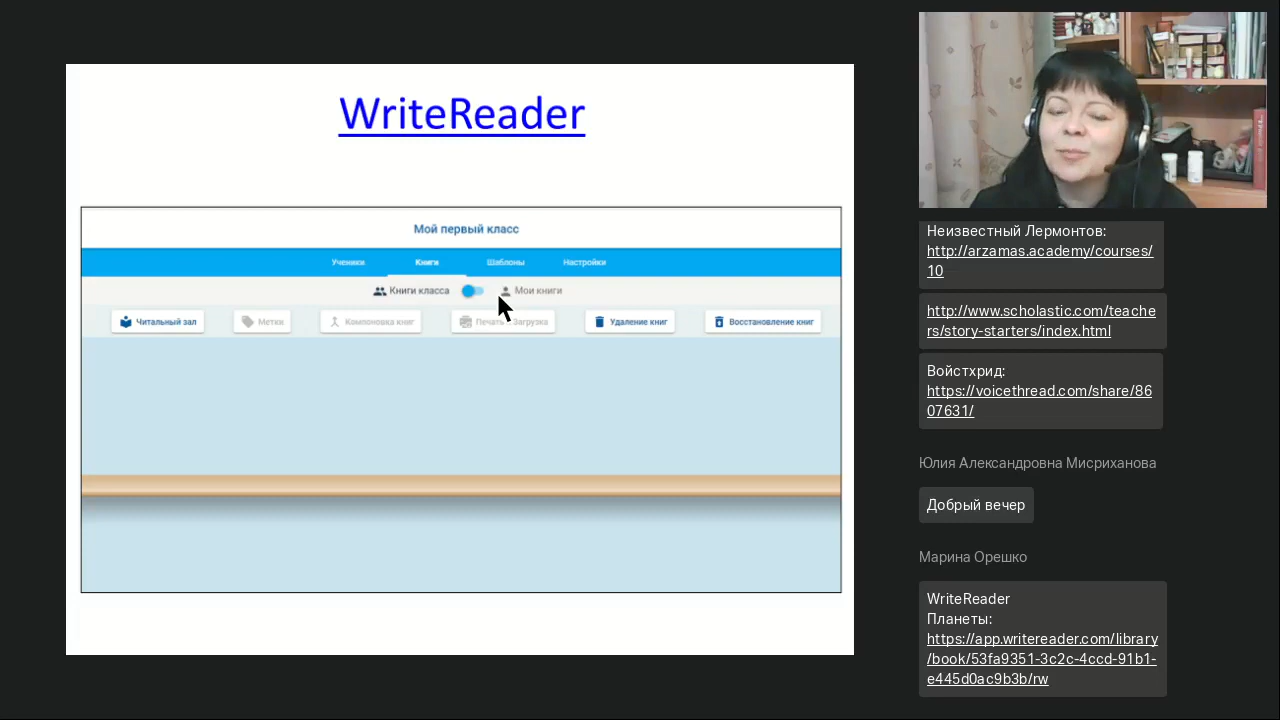 WriteReader
Мой первый класс
Ученики Книги Шаблоны Настройки
Книги класса Мои книги
Читальный зал Метки Компоновка книг Печать Загрузка Удаление книг Восстановление книг
Неизвестный Лермонтов:
http://arzamas.academy/courses/
10
http://www.scholastic.com/teache
rs/story-starters/index.html
Войстхрид:
https://voicethread.com/share/86
07631/
Юлия Александровна Мисриханова
Добрый вечер
Марина Орешко
WriteReader
Планеты:
https://app.writereader.com/library
/book/53fa9351-3c2c-4ccd-91b1-
e445d0ac9b3b/rw